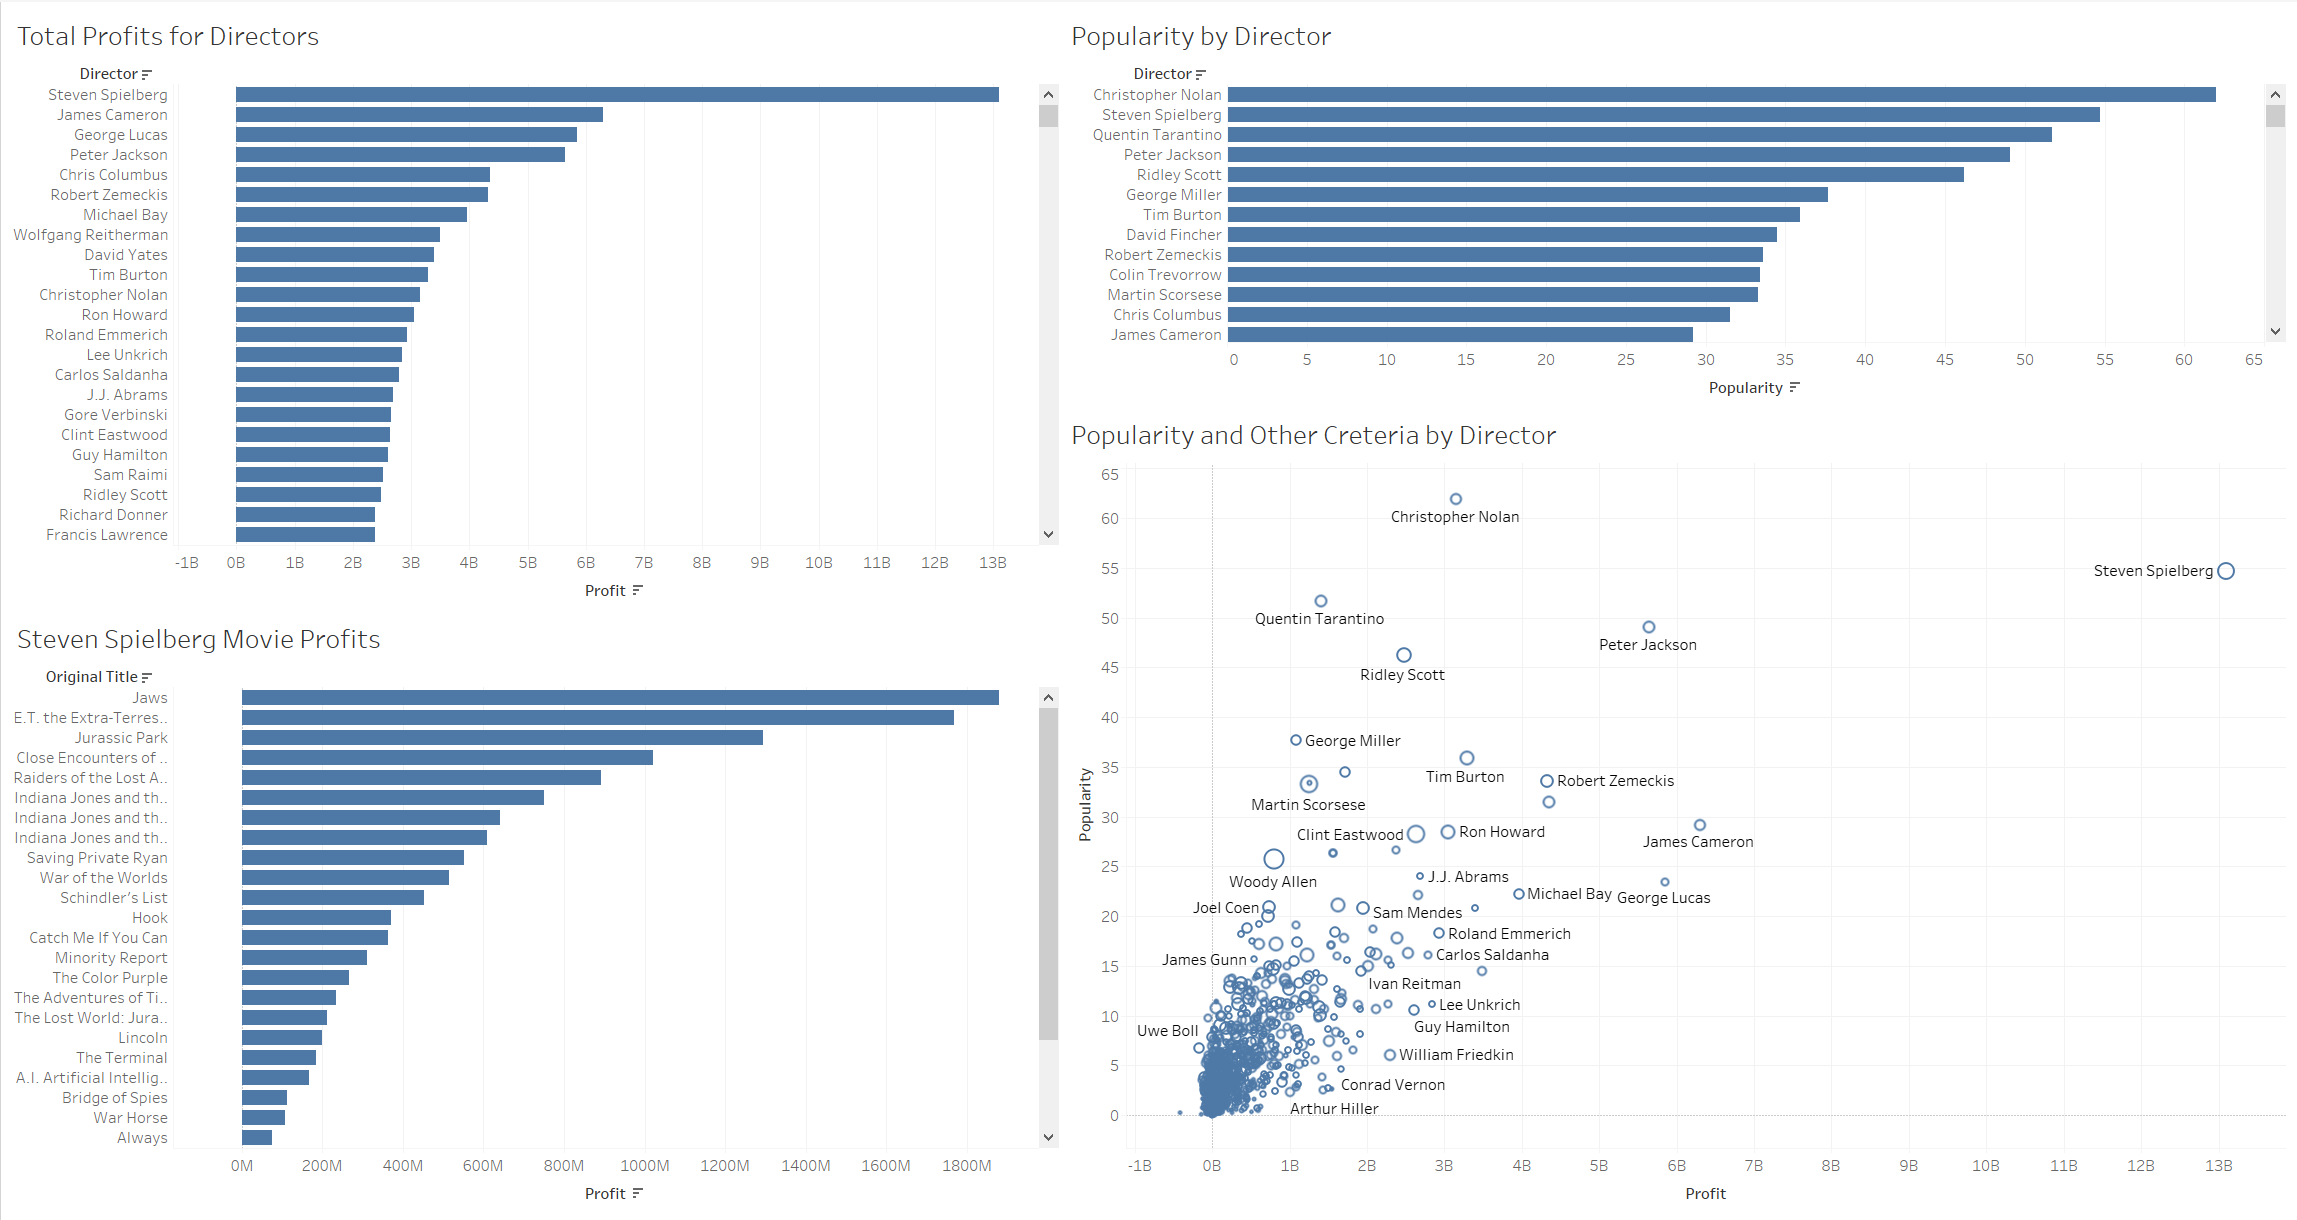 Total Profits for Directors
Director
Steven Spielberg
James Cameron
George Lucas
Peter Jackson
Chris Columbus
Robert Zemeckis
Michael Bay
Wolfgang Reitherman
David Yates
Tim Burton
Christopher Nolan
Ron Howard
Roland Emmerich
Lee Unkrich
Carlos Saldanha
J.J. Abrams
Gore Verbinski
Clint Eastwood
Guy Hamilton
Sam Raimi
Ridley Scott
Richard Donner
Francis Lawrence
-1B 0B 1B 2B 3B 4B 5B 6B 7B 8B 9B 10B 11B 12B 13B
Profit
Steven Spielberg Movie Profits
Original Title
Jaws
E.T. the Extra-Terres..
Jurassic Park
Close Encounters of ..
Raiders of the Lost A..
Indiana Jones and th..
Indiana Jones and th..
Indiana Jones and th..
Saving Private Ryan
War of the Worlds
Schindler's List
Hook
Catch Me If You Can
Minority Report
The Color Purple
The Adventures of Ti..
The Lost World: Jura..
Lincoln
The Terminal
A.I. Artificial Intellig..
Bridge of Spies
War Horse
Always
0M 200M 400M 600M 800M 1000M 1200M 1400M 1600M 1800M
Profit
Popularity by Director
Director
Christopher Nolan
Steven Spielberg
Quentin Tarantino
Peter Jackson
Ridley Scott
George Miller
Tim Burton
David Fincher
Robert Zemeckis
Colin Trevorrow
Martin Scorsese
Chris Columbus
James Cameron
0 5 10 15 20 25 30 35 40 45 50 55 60 65
Popularity
Popularity and Other Creteria by Director
65
60
55
50
45
40
35
30
25
20
15
10
5
0
Popularity
Christopher Nolan
Steven Spielberg
Quentin Tarantino
Peter Jackson
Ridley Scott
George Miller
Tim Burton
Robert Zemeckis
Martin Scorsese
Clint Eastwood
Ron Howard
James Cameron
Woody Allen
J.J. Abrams
Michael Bay
George Lucas
Joel Coen
Sam Mendes
Roland Emmerich
James Gunn
Carlos Saldanha
Ivan Reitman
Lee Unkrich
Guy Hamilton
Uwe Boll
William Friedkin
Conrad Vernon
Arthur Hiller
-1B 0B 1B 2B 3B 4B 5B 6B 7B 8B 9B 10B 11B 12B 13B
Profit